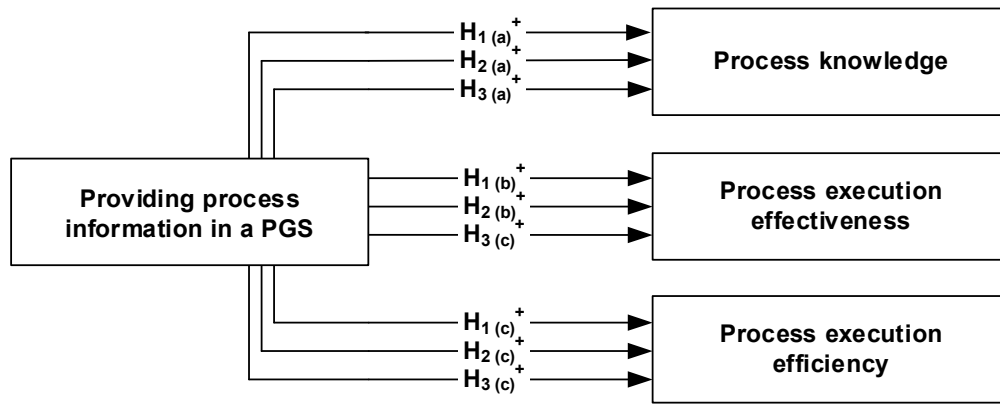 H1 (a)+
H2 (a)+
H3 (a)+
Process knowledge
Providing process
information in a PGS
H1 (b)+
H2 (b)+
H3 (c)+
Process execution
effectiveness
H1 (c)+
H2 (c)+
H3 (c)+
Process execution
efficiency